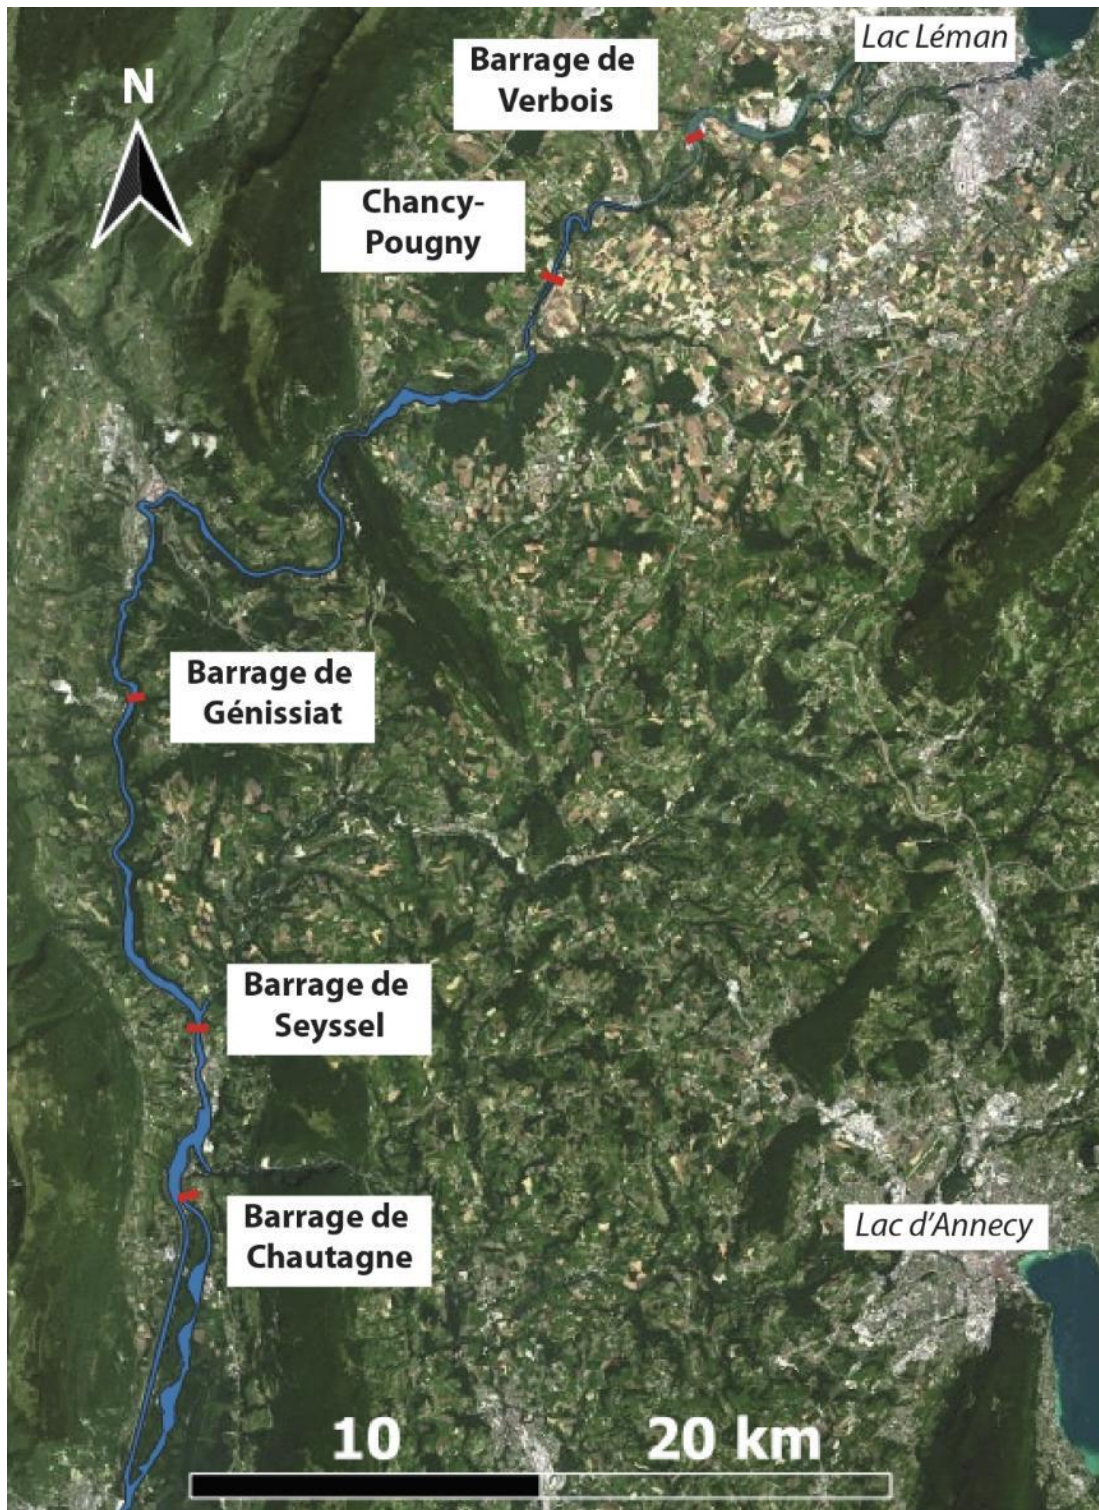 Lac Léman
Barrage de
Verbois
N
Chancy-
Pougny
Barrage de
Génissiat
Barrage de
Seyssel
Barrage de
Chautagne
Lac d'Annecy
10
20 km